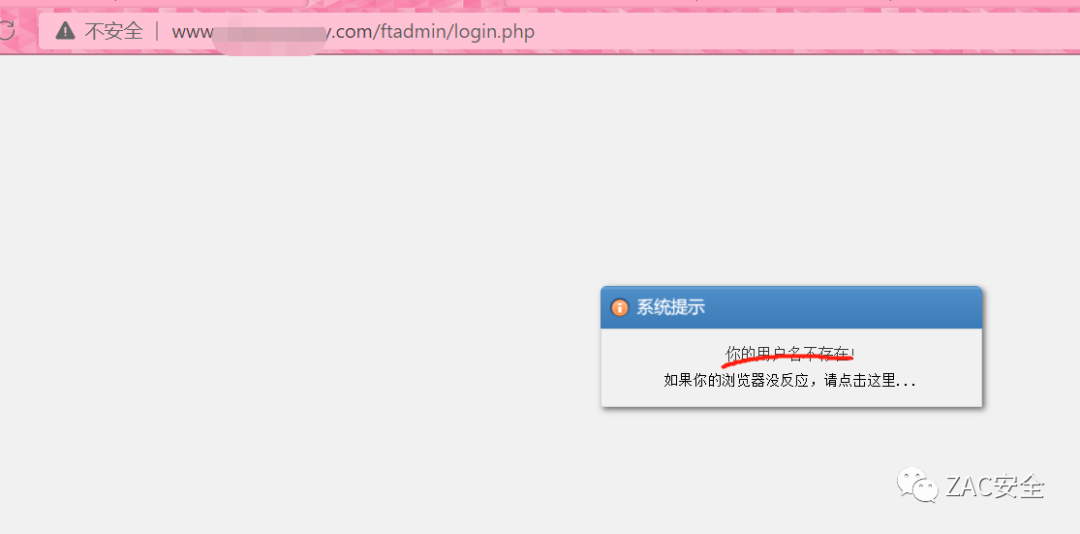 不安全 | www y.com/ftadmin/login.php
系统提示
你的用户名不存在!
如果你的浏览器没反应，请点击这里...
ZAC安全